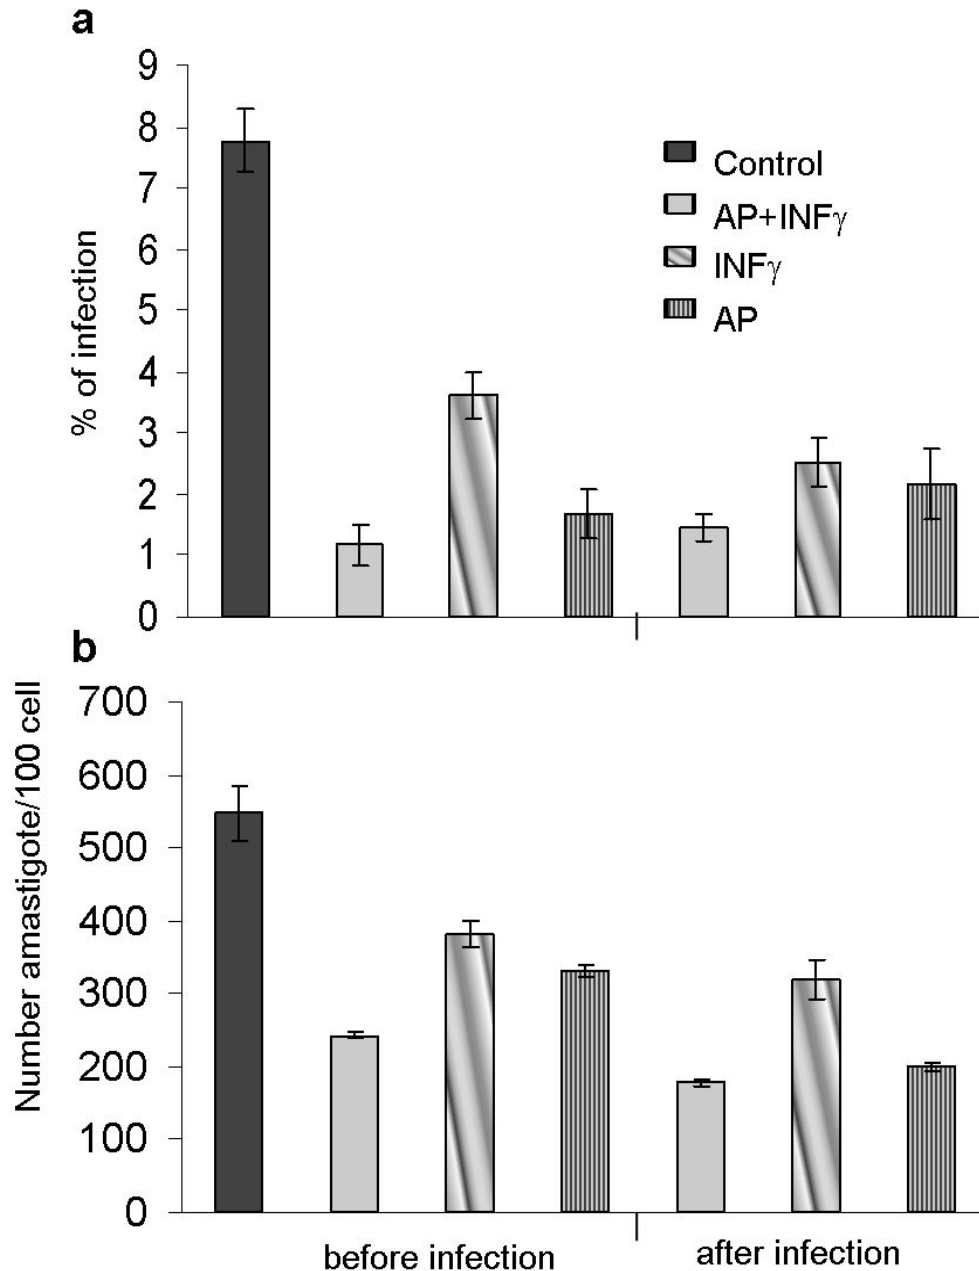 a
9
8
7
6
5
4
3
2
1
0
% of infection
Control
AP+INFγ
INFγ
AP
b
700
600
500
400
300
200
100
0
Number amastigote/100 cell
before infection
after infection